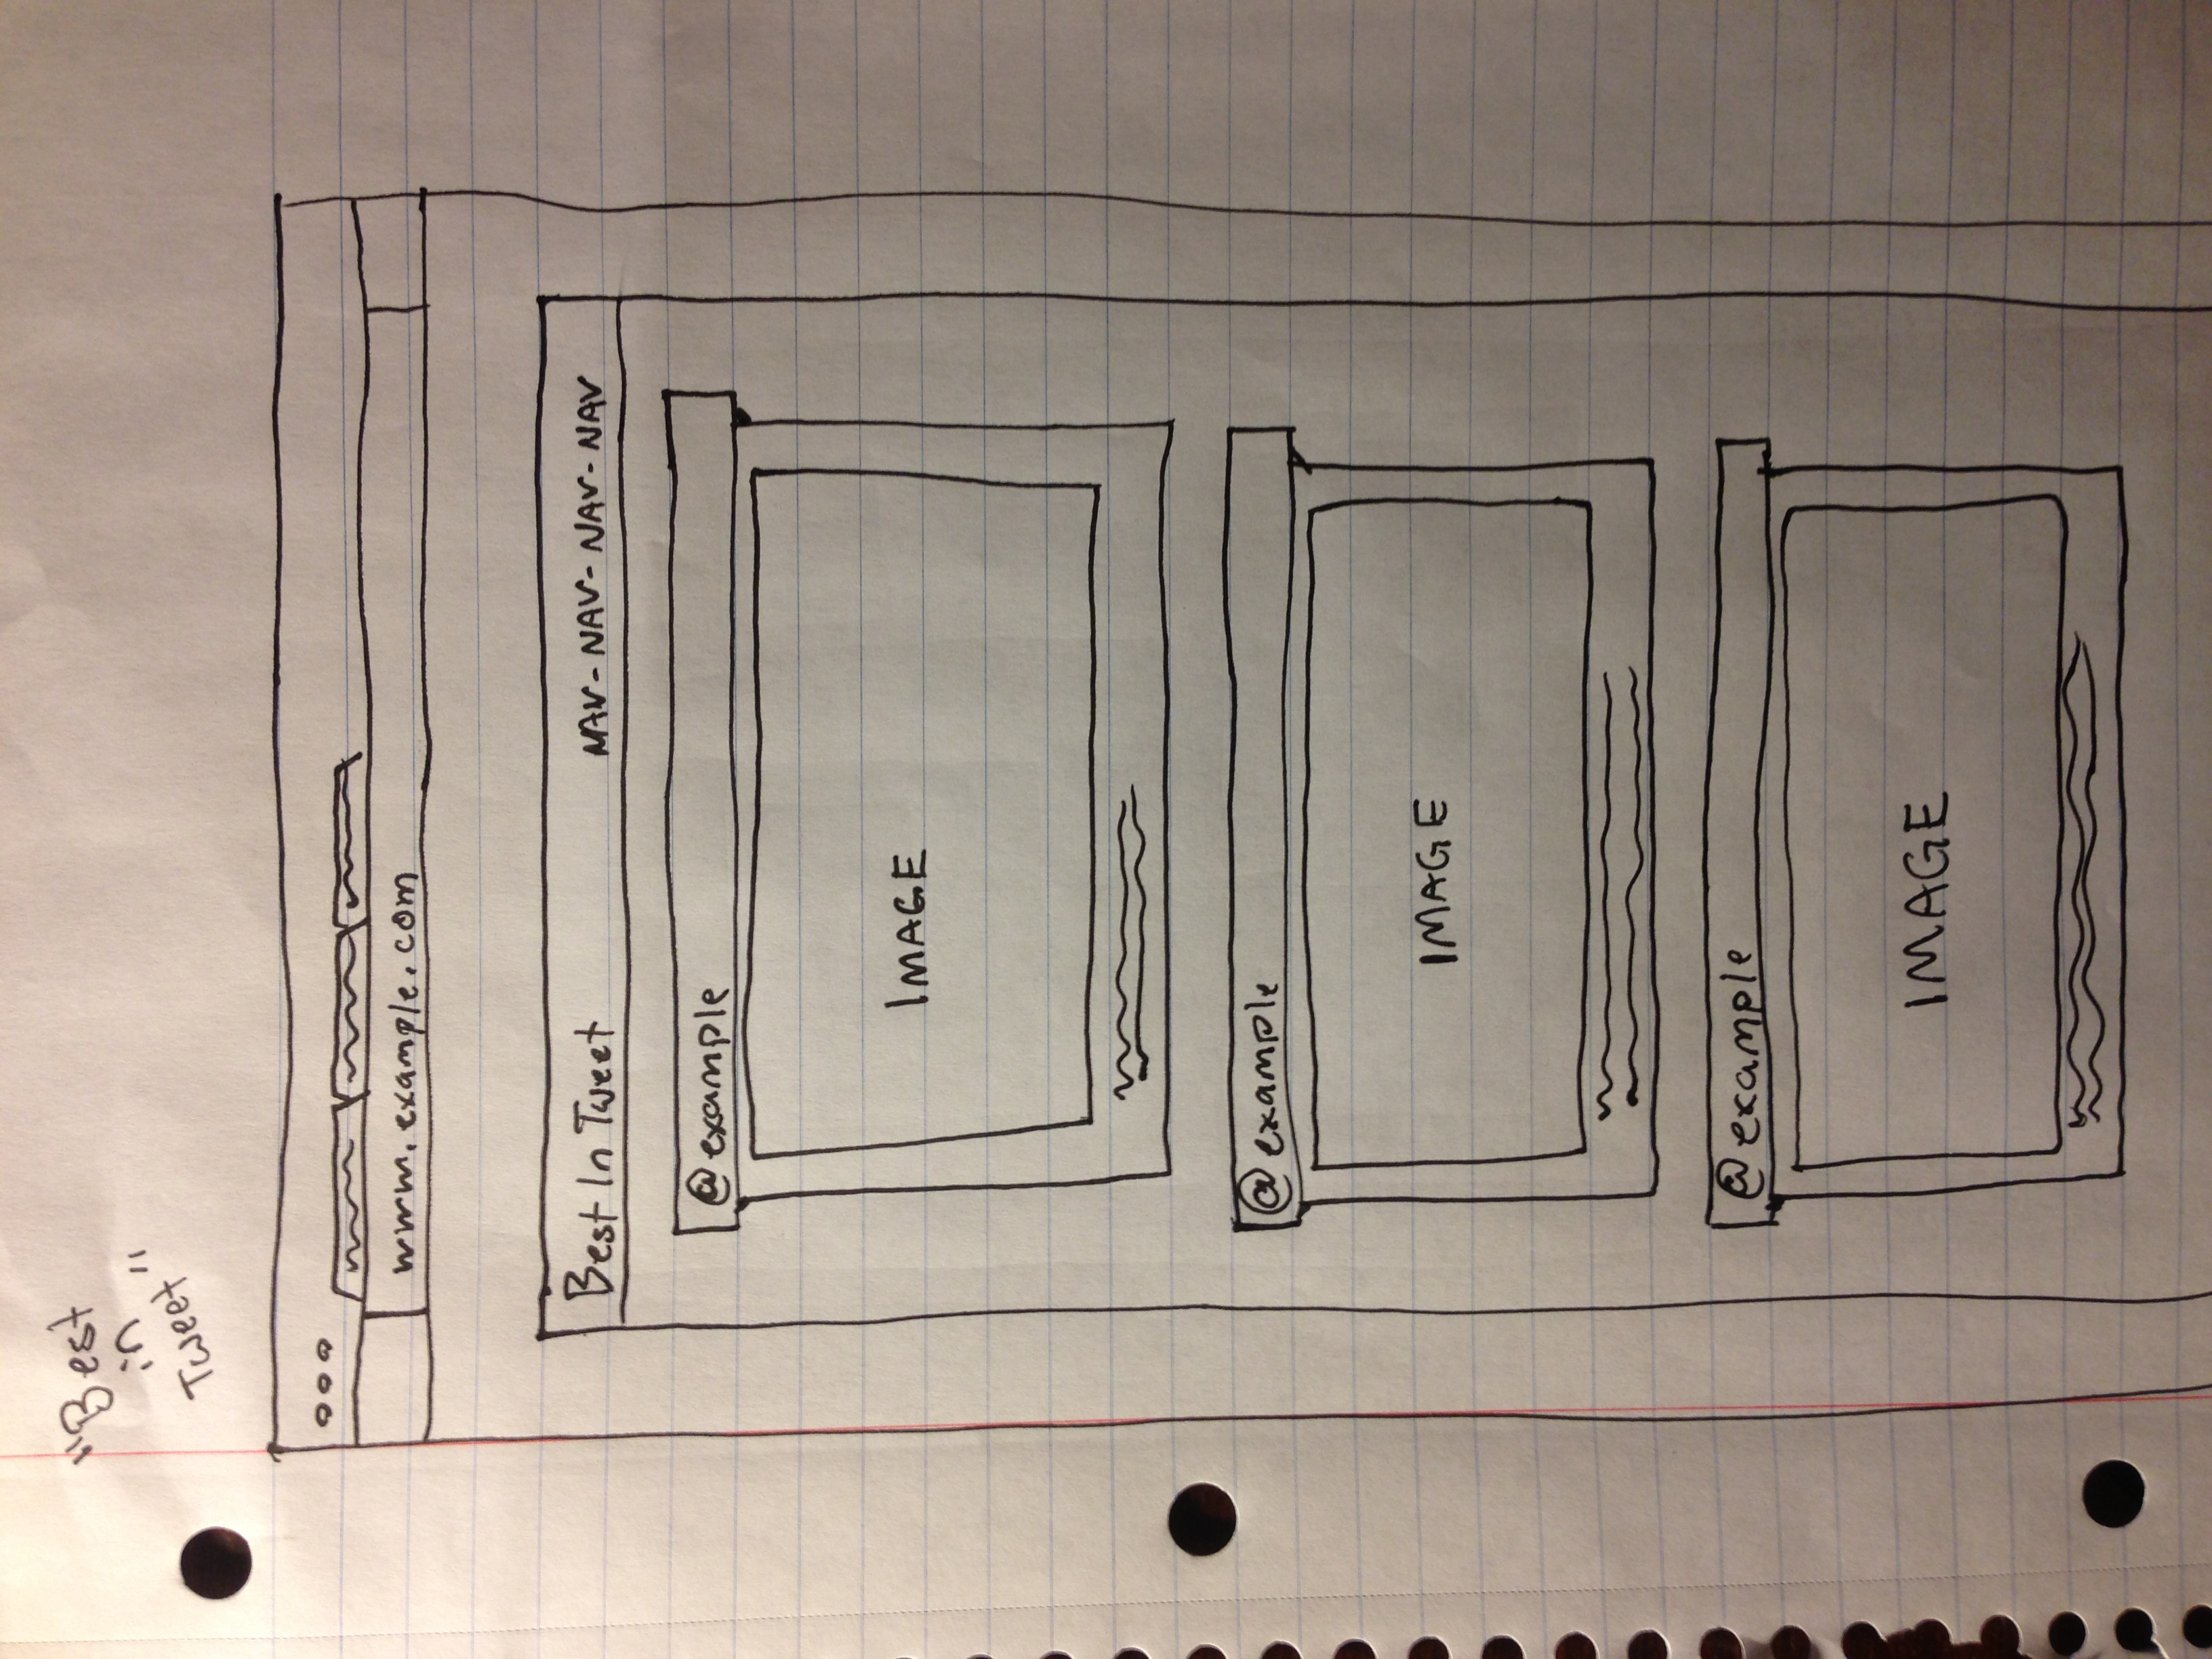 "Best
in
Tweet"
www.example.com
Best In Tweet NAV-NAV-NAV-NAV
@example
IMAGE
@example
IMAGE
@example
IMAGE